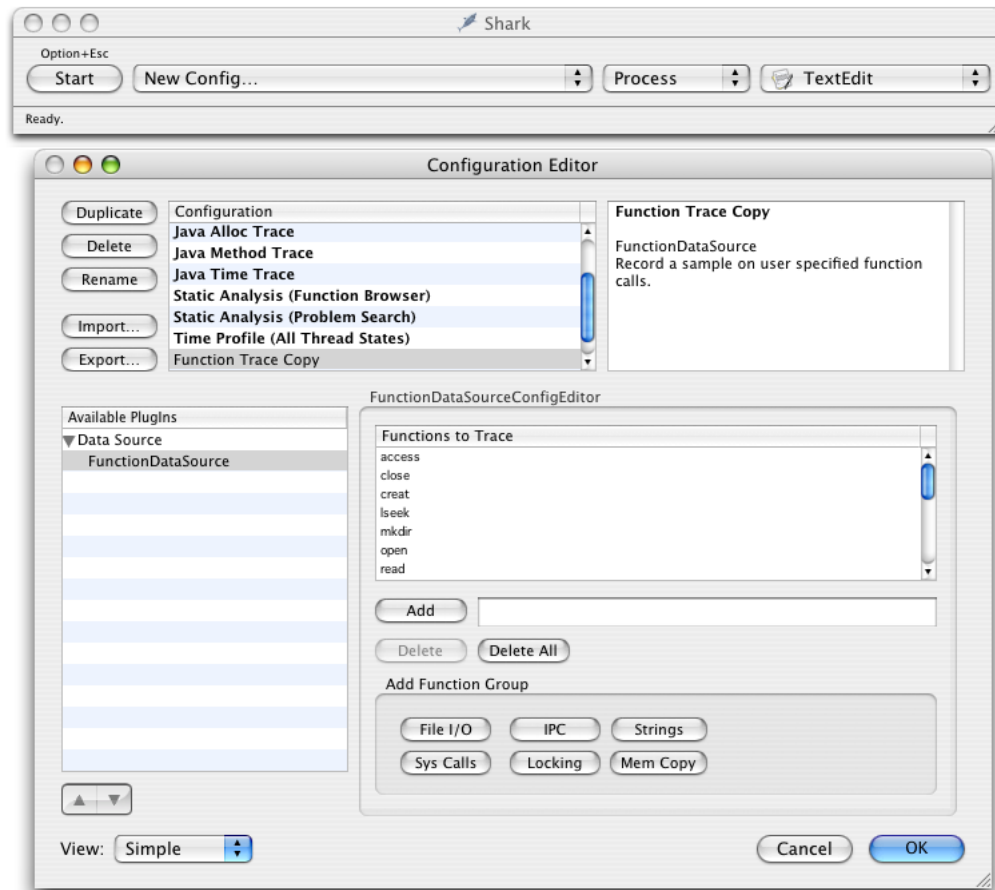 Shark
Option+Esc
Start New Config... Process TextEdit
Ready.
Configuration Editor
Duplicate
Delete
Rename
Import...
Export...
Configuration
Java Alloc Trace
Java Method Trace
Java Time Trace
Static Analysis (Function Browser)
Static Analysis (Problem Search)
Time Profile (All Thread States)
Function Trace Copy
Function Trace Copy
FunctionDataSource
Record a sample on user specified function
calls.
Available PlugIns
Data Source
FunctionDataSource
FunctionDataSourceConfigEditor
Functions to Trace
access
close
creat
lseek
mkdir
open
read
Add
Delete Delete All
Add Function Group
File I/O IPC Strings
Sys Calls Locking Mem Copy
View: Simple
Cancel OK